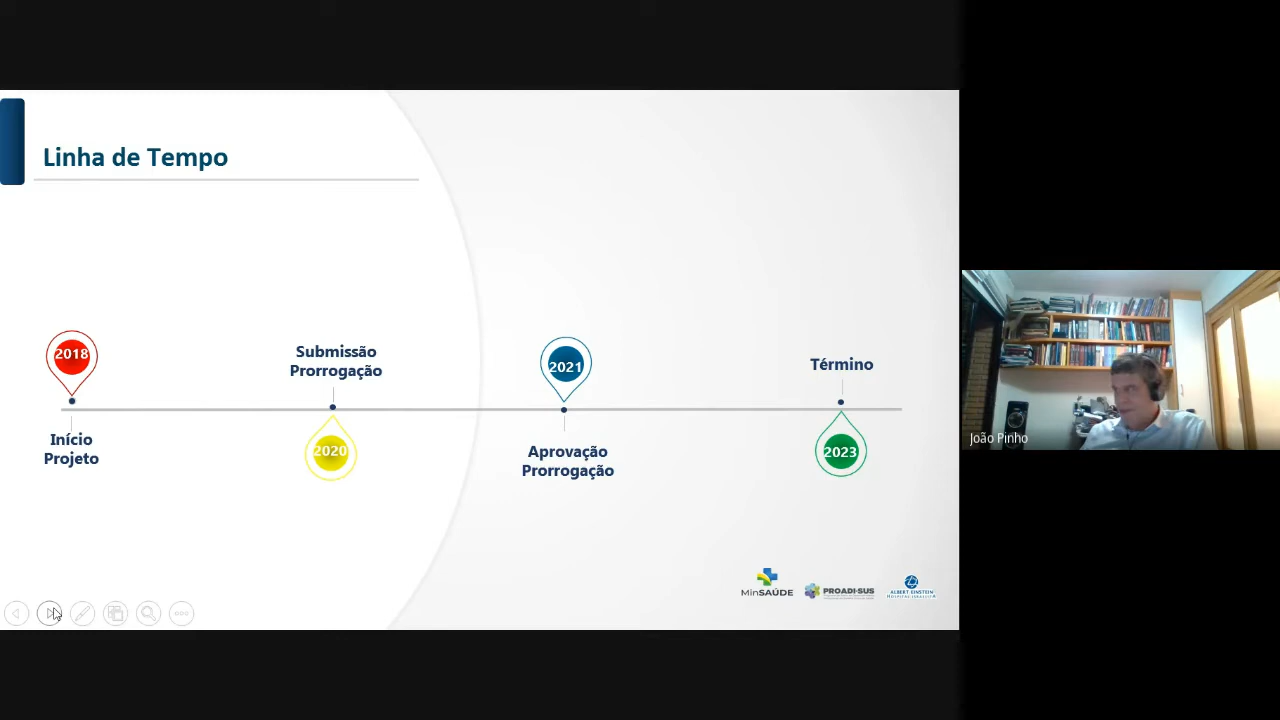 Linha de Tempo
2018
Início
Projeto
Submissão
Prorrogação
2020
2021
Aprovação
Prorrogação
Término
2023
MinSAÚDE
PROADI-SUS
ALBERT EINSTEIN
João Pinho